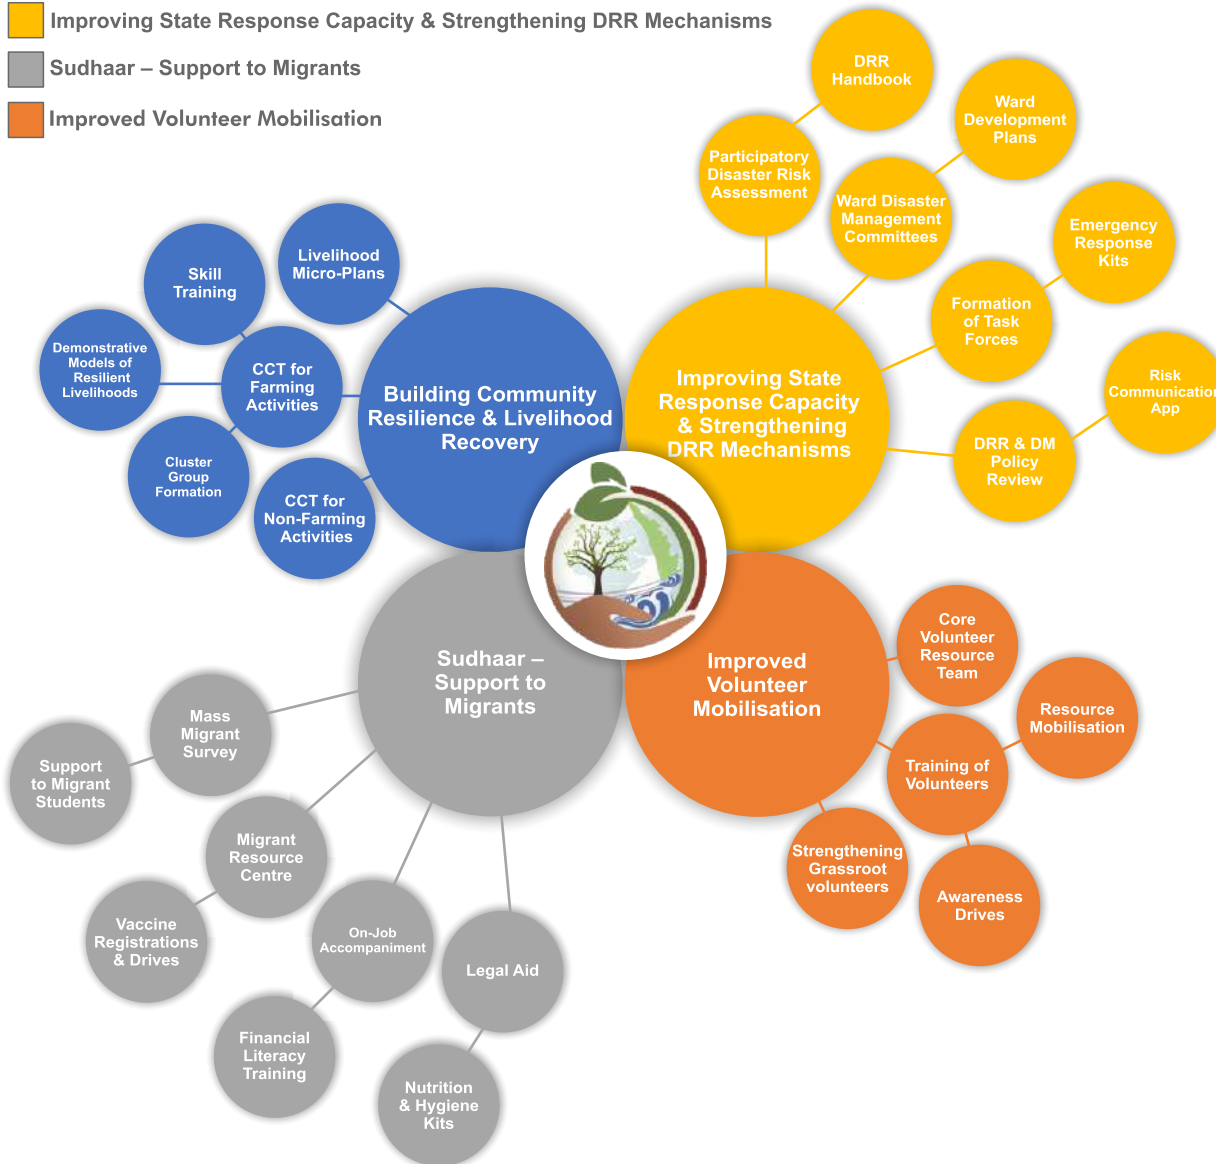 Improving State Response Capacity & Strengthening DRR Mechanisms
Sudhaar – Support to Migrants
Improved Volunteer Mobilisation
DRR
Handbook
Ward
Development
Plans
Participatory
Disaster Risk
Assessment
Ward Disaster
Management
Committees
Emergency
Response
Kits
Formation
of Task
Forces
Risk
Communication
App
DRR & DM
Policy
Review
Improving State
Response Capacity
& Strengthening
DRR Mechanisms
Livelihood
Micro-Plans
Skill
Training
Demonstrative
Models of
Resilient
Livelihoods
CCT for
Farming
Activities
Cluster
Group
Formation
CCT for
Non-Farming
Activities
Building Community
Resilience & Livelihood
Recovery
Sudhaar –
Support to
Migrants
Mass
Migrant
Survey
Support
to Migrant
Students
Migrant
Resource
Centre
Vaccine
Registrations
& Drives
On-Job
Accompaniment
Financial
Literacy
Training
Legal Aid
Nutrition
& Hygiene
Kits
Improved
Volunteer
Mobilisation
Core
Volunteer
Resource
Team
Resource
Mobilisation
Training of
Volunteers
Strengthening
Grassroot
volunteers
Awareness
Drives